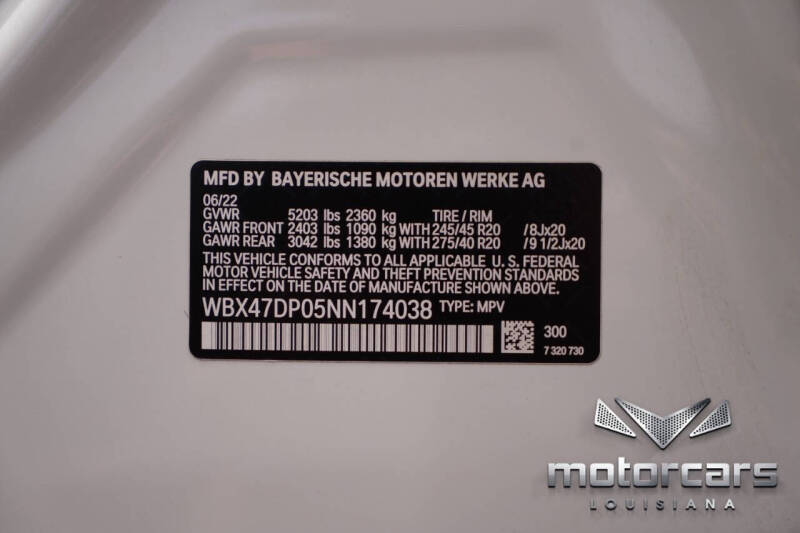 MFD BY BAYERISCHE MOTOREN WERKE AG
06/22
GVWR 5203 lbs 2360 kg TIRE / RIM
GAWR FRONT 2403 lbs 1090 kg WITH 245/45 R20 /8Jx20
GAWR REAR 3042 lbs 1380 kg WITH 275/40 R20 /9 1/2Jx20
THIS VEHICLE CONFORMS TO ALL APPLICABLE U. S. FEDERAL
MOTOR VEHICLE SAFETY AND THEFT PREVENTION STANDARDS
IN EFFECT ON THE DATE OF MANUFACTURE SHOWN ABOVE.
WBX47DP05NN174038 TYPE: MPV
300
7 320 730
motorcars
LOUISIANA